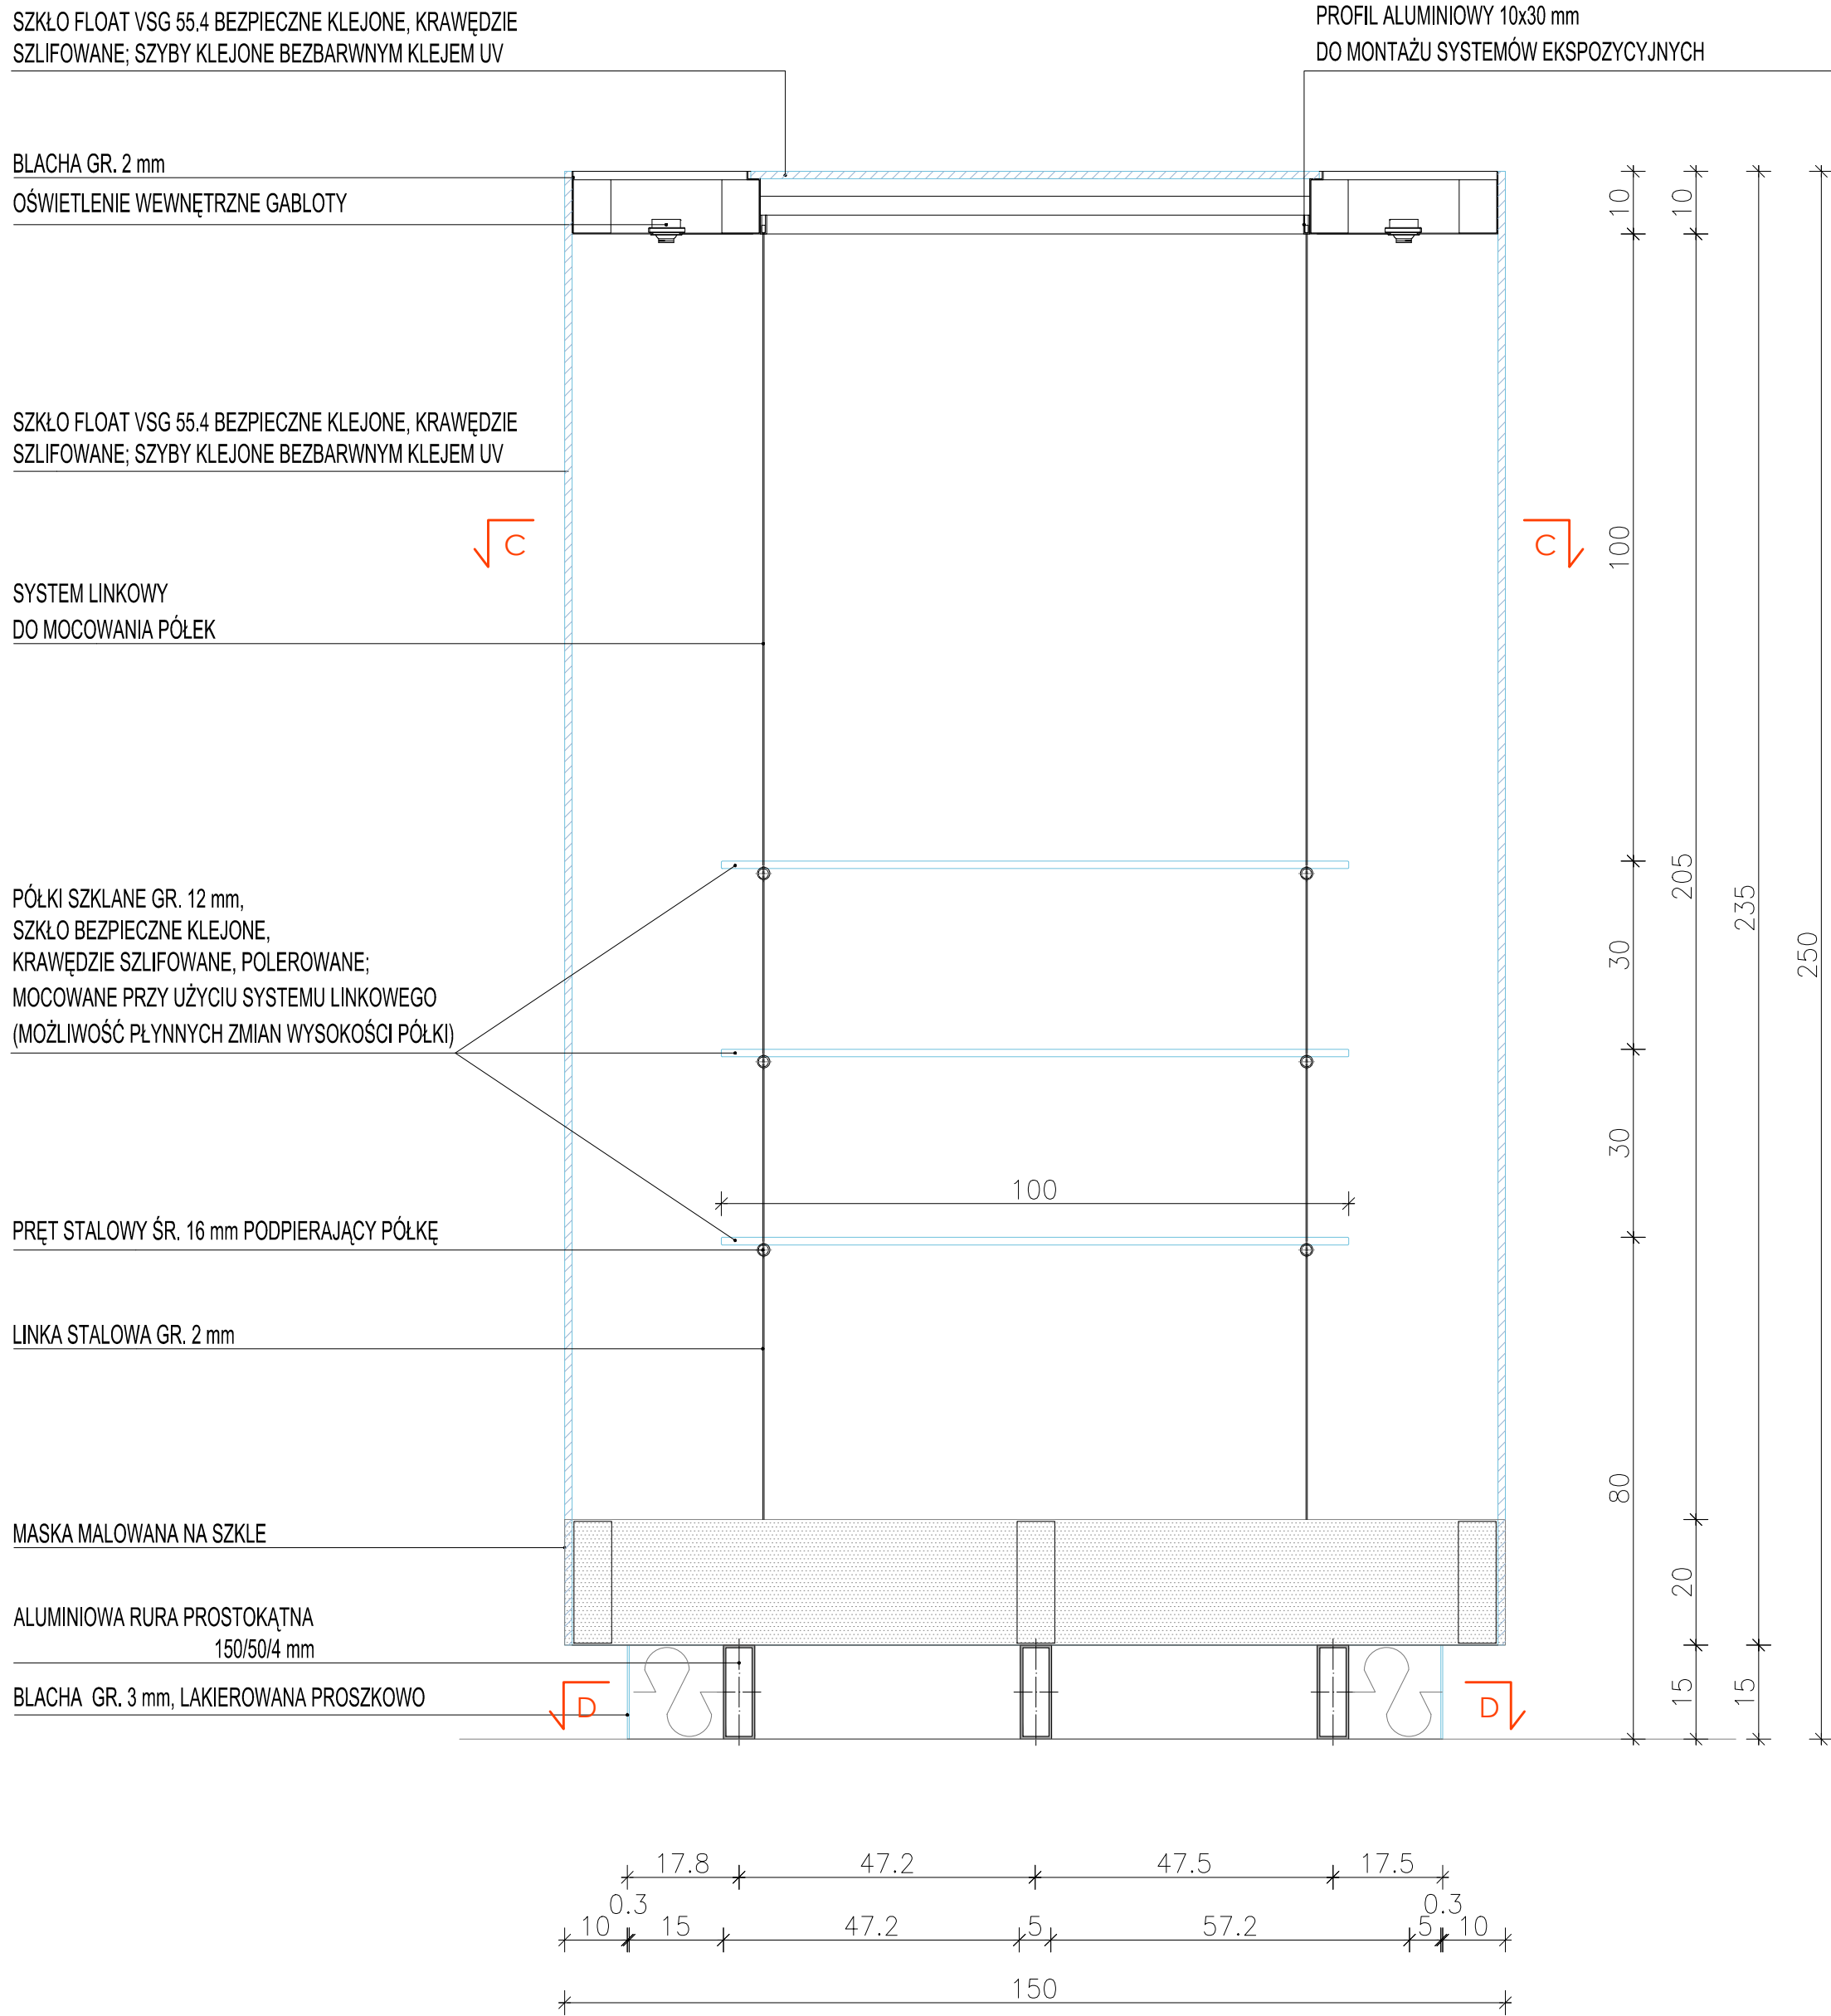 SZKŁO FLOAT VSG 55.4 BEZPIECZNE KLEJONE, KRAWĘDZIE
SZLIFOWANE; SZYBY KLEJONE BEZBARWNYM KLEJEM UV
PROFIL ALUMINIOWY 10x30 mm
DO MONTAŻU SYSTEMÓW EKSPOZYCYJNYCH
BLACHA GR. 2 mm
OŚWIETLENIE WEWNĘTRZNE GABLOTY
SZKŁO FLOAT VSG 55.4 BEZPIECZNE KLEJONE, KRAWĘDZIE
SZLIFOWANE; SZYBY KLEJONE BEZBARWNYM KLEJEM UV
C
C
SYSTEM LINKOWY
DO MOCOWANIA PÓŁEK
PÓŁKI SZKLANE GR. 12 mm,
SZKŁO BEZPIECZNE KLEJONE,
KRAWĘDZIE SZLIFOWANE, POLEROWANE;
MOCOWANE PRZY UŻYCIU SYSTEMU LINKOWEGO
(MOŻLIWOŚĆ PŁYNNYCH ZMIAN WYSOKOŚCI PÓŁKI)
PRĘT STALOWY ŚR. 16 mm PODPIERAJĄCY PÓŁKĘ
LINKA STALOWA GR. 2 mm
MASKA MALOWANA NA SZKLE
ALUMINIOWA RURA PROSTOKĄTNA
150/50/4 mm
BLACHA GR. 3 mm, LAKIEROWANA PROSZKOWO
D
D
100
10
100
30
30
80
10
205
20
15
235
15
250
17.8
47.2
47.5
17.5
0.3
0.3
10
15
47.2
5
57.2
5
10
150